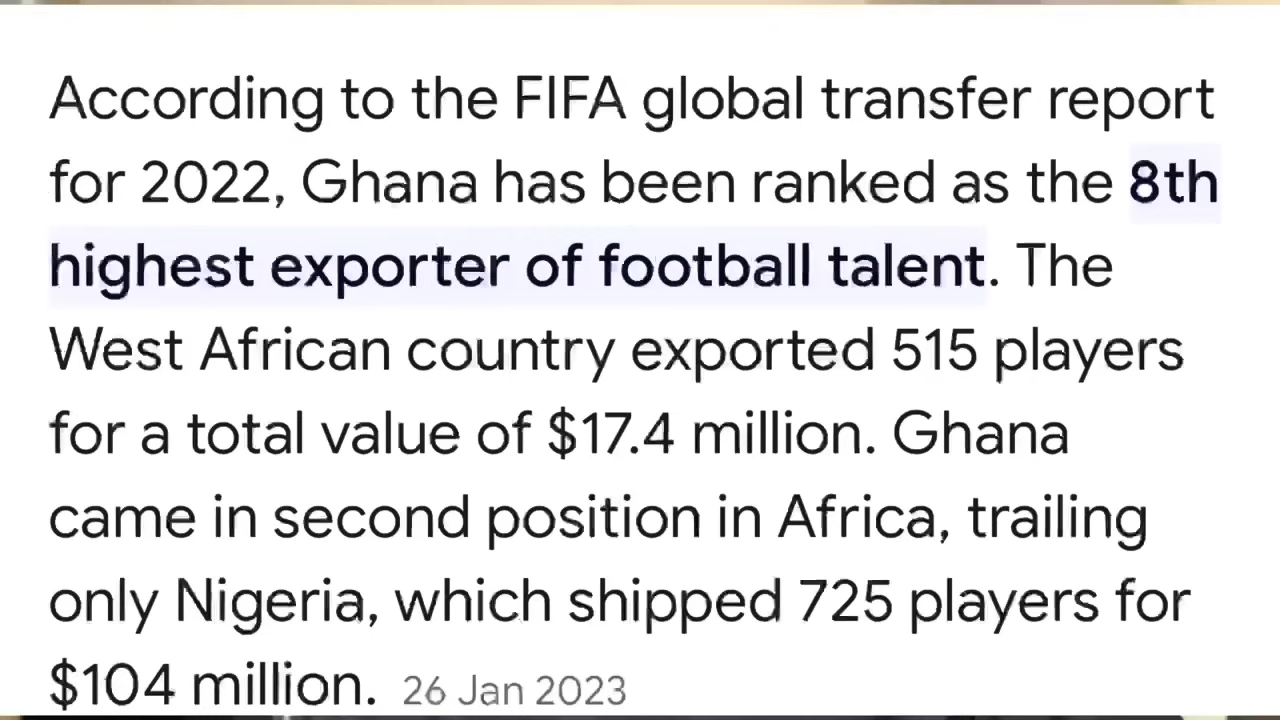 According to the FIFA global transfer report
for 2022, Ghana has been ranked as the 8th
highest exporter of football talent. The
West African country exported 515 players
for a total value of $17.4 million. Ghana
came in second position in Africa, trailing
only Nigeria, which shipped 725 players for
$104 million. 26 Jan 2023